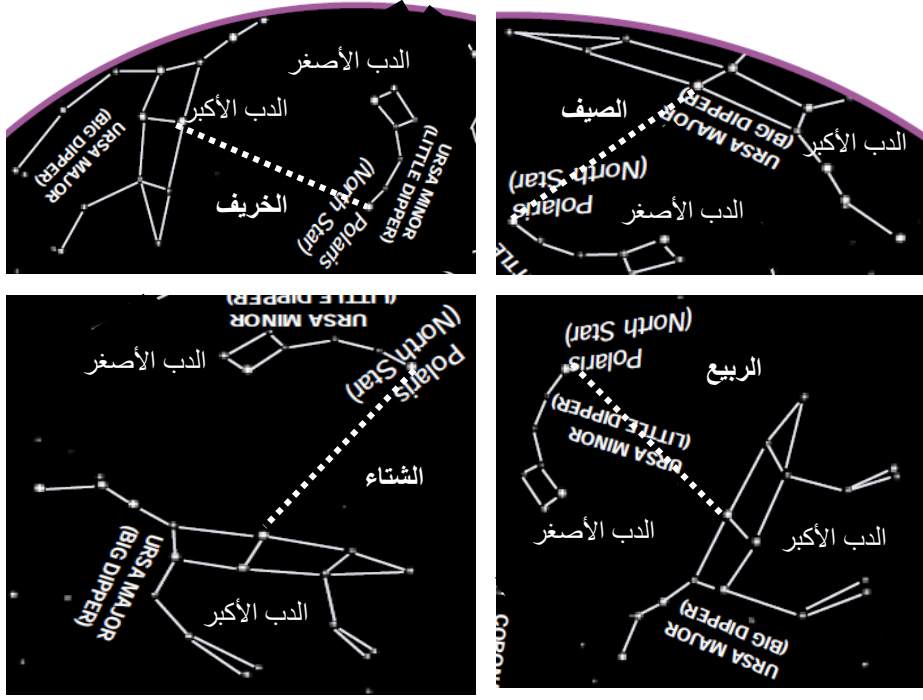 الدب الأصغر
الدب الأكبر
URSA MAJOR
(BIG DIPPER)
الخريف
URSA MINOR
(LITTLE DIPPER)
Polaris
(North Star)
الصيف
الدب الأكبر
URSA MAJOR
(BIG DIPPER)
Polaris
(North Star)
الدب الأصغر
URSA MINOR
(LITTLE DIPPER)
الدب الأصغر
Polaris
(North Star)
الشتاء
URSA MAJOR
(BIG DIPPER)
الدب الأكبر
Polaris
(North Star)
الربيع
URSA MINOR
(LITTLE DIPPER)
الدب الأصغر
الدب الأكبر
URSA MAJOR
(BIG DIPPER)